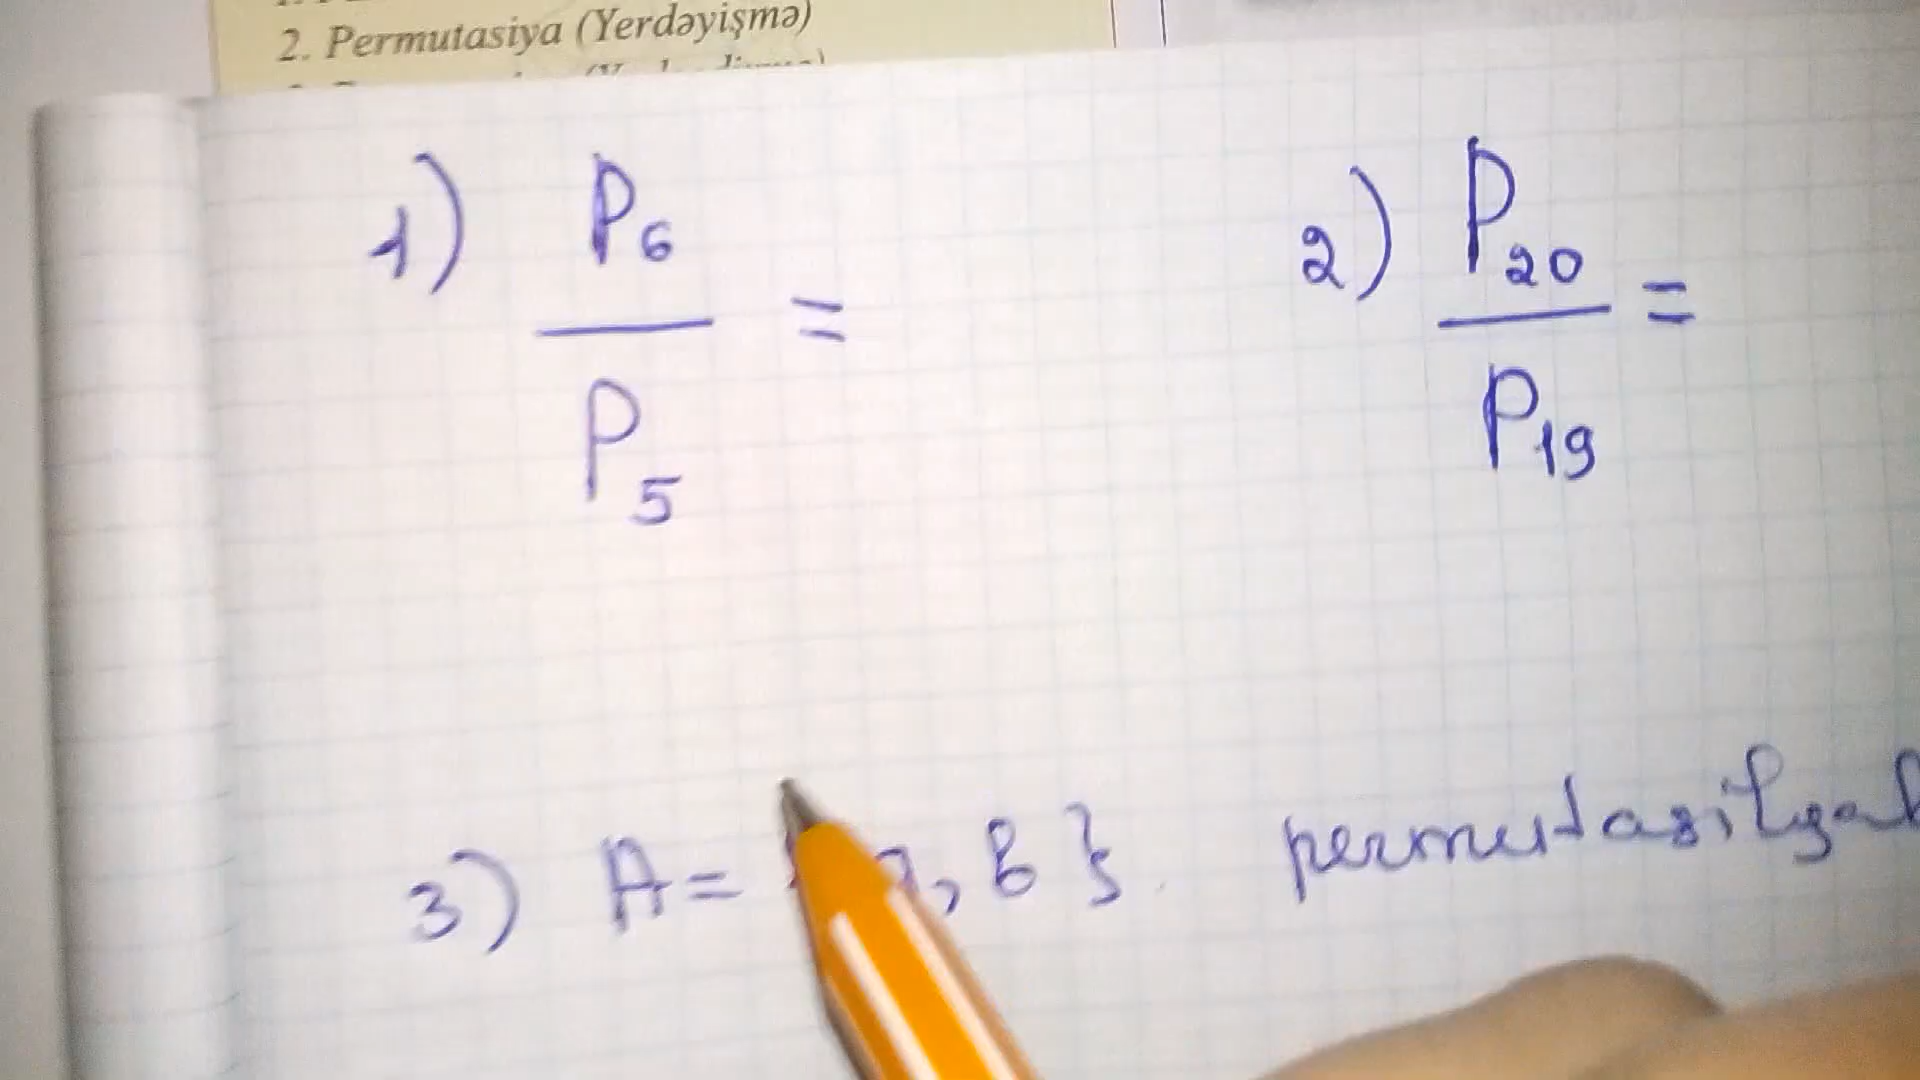 2. Permutasiya (Yerdəyişmə)
1) P₆ / P₅ =
2) P₂₀ / P₁₉ =
3) A = , B }